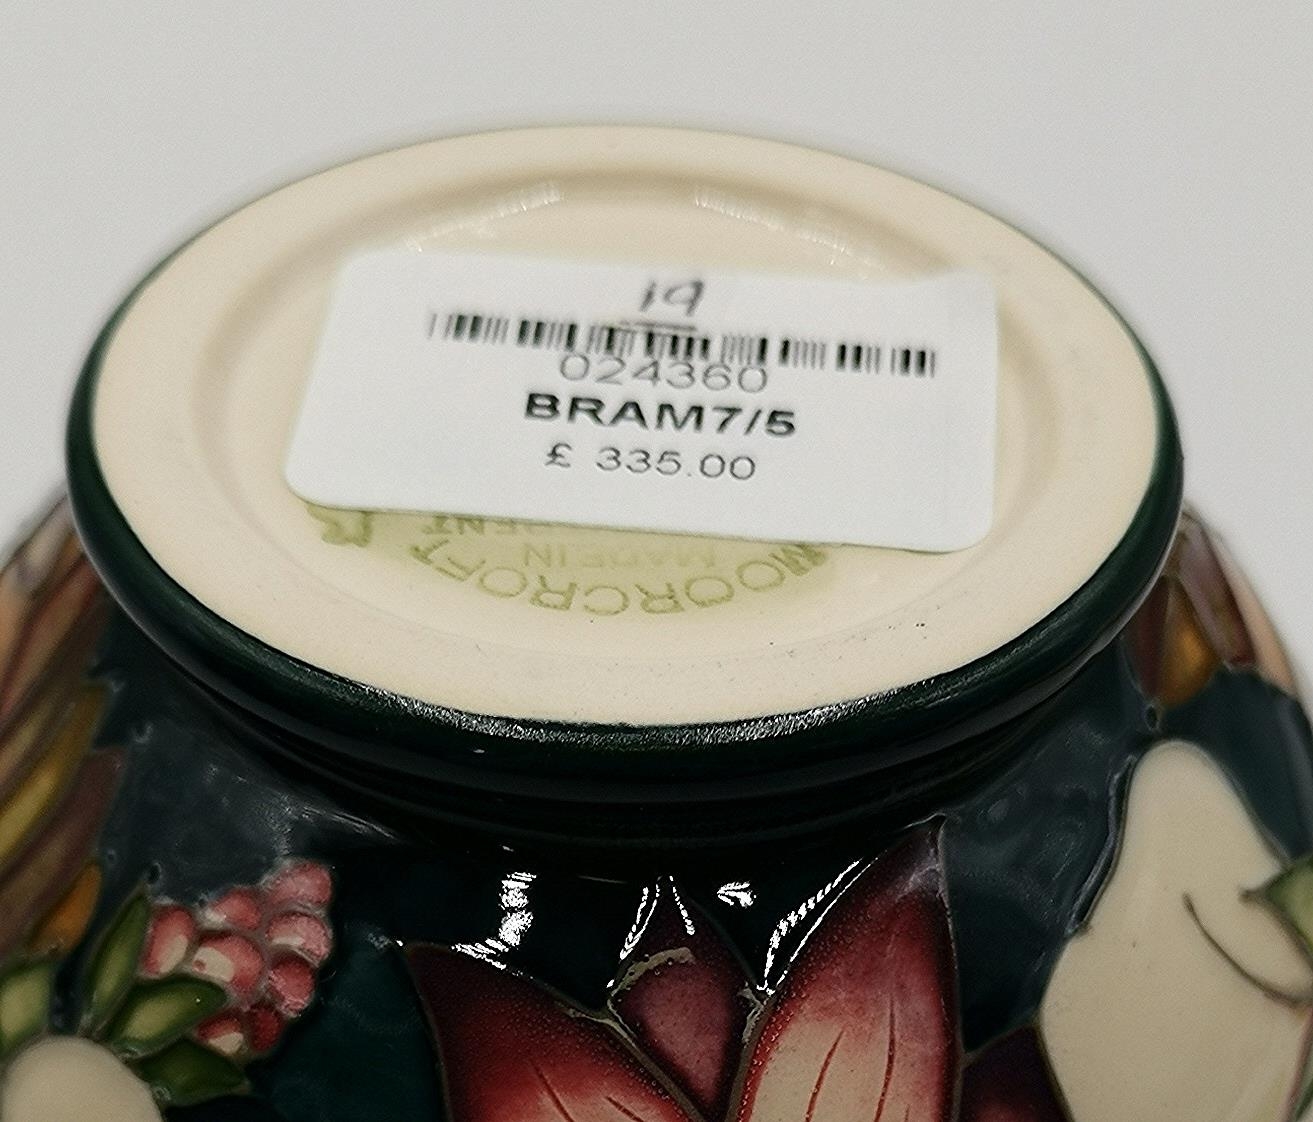 19
024360
BRAM7/5
£ 335.00
MOORCROFT
MADE IN